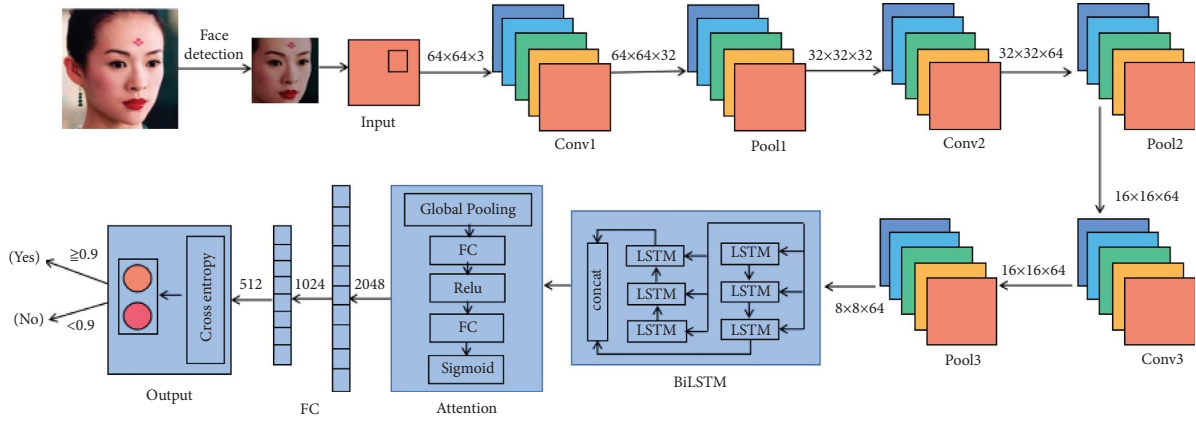 Face
detection
Input
64×64×3
Conv1
64×64×32
Pool1
32×32×32
Conv2
32×32×64
Pool2
16×16×64
Conv3
16×16×64
Pool3
8×8×64
LSTM
LSTM
LSTM
LSTM
LSTM
LSTM
concat
BiLSTM
Global Pooling
FC
Relu
FC
Sigmoid
Attention
2048
1024
FC
512
Cross entropy
Output
≧0.9
(Yes)
<0.9
(No)